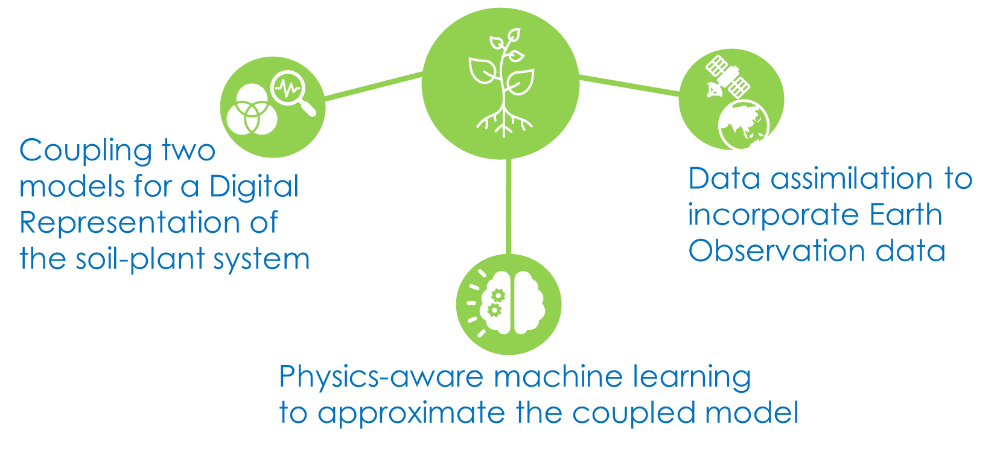 Coupling two
models for a Digital
Representation of
the soil-plant system
Data assimilation to
incorporate Earth
Observation data
Physics-aware machine learning
to approximate the coupled model